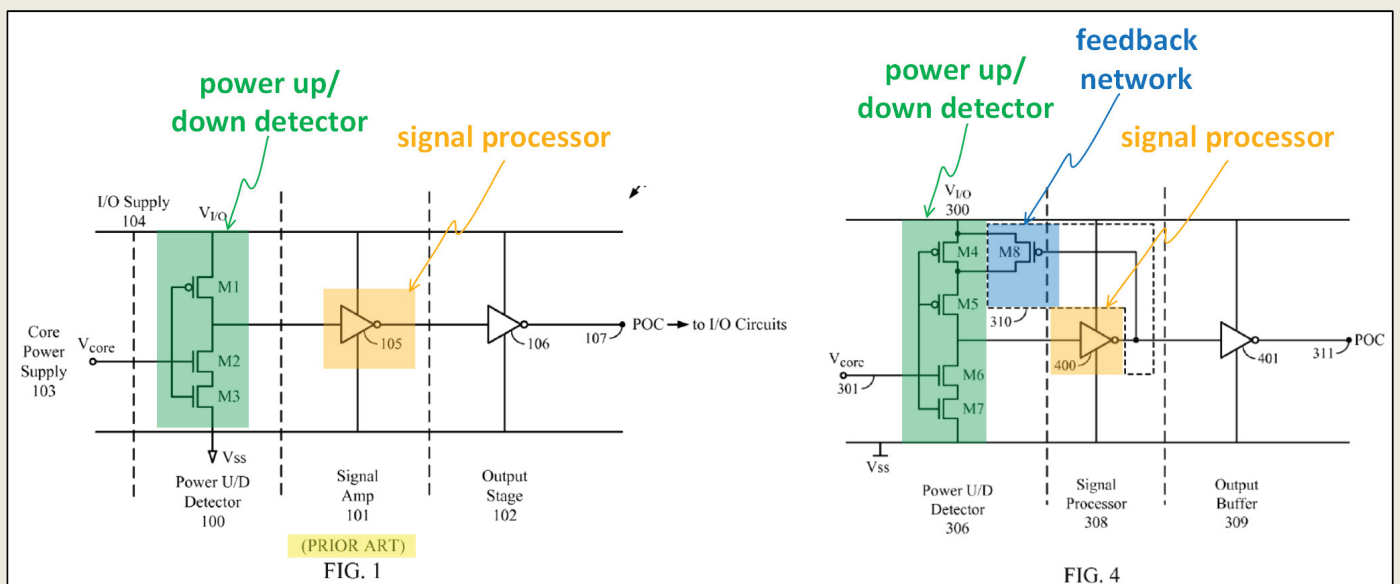 power up/
down detector
signal processor
I/O Supply
104
VI/O
M1
M2
M3
Core
Power
Supply
103
Vcore
105
106
107
POC
to I/O Circuits
Vss
Power U/D
Detector
100
Signal
Amp
101
Output
Stage
102
(PRIOR ART)
FIG. 1
feedback
network
power up/
down detector
signal processor
VI/O
300
M4
M8
M5
310
Vcore
301
M6
M7
400
401
311
POC
Vss
Power U/D
Detector
306
Signal
Processor
308
Output
Buffer
309
FIG. 4